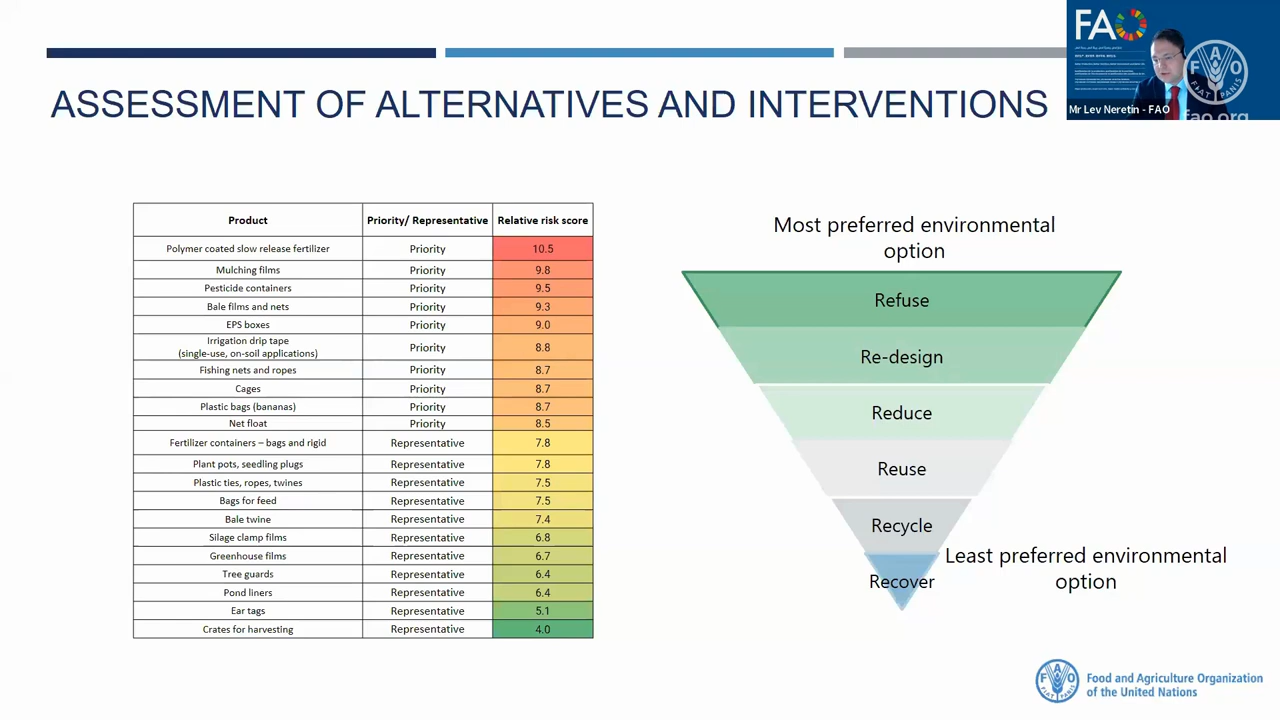 FAO
FAO
FIAT PANIS
Mr Lev Neretin - FAO
fao.org
ASSESSMENT OF ALTERNATIVES AND INTERVENTIONS
Product Priority/ Representative Relative risk score
Polymer coated slow release fertilizer Priority 10.5
Mulching films Priority 9.8
Pesticide containers Priority 9.5
Bale films and nets Priority 9.3
EPS boxes Priority 9.0
Irrigation drip tape
(single-use, on-soil applications) Priority 8.8
Fishing nets and ropes Priority 8.7
Cages Priority 8.7
Plastic bags (bananas) Priority 8.7
Net float Priority 8.5
Fertilizer containers – bags and rigid Representative 7.8
Plant pots, seedling plugs Representative 7.8
Plastic ties, ropes, twines Representative 7.5
Bags for feed Representative 7.5
Bale twine Representative 7.4
Silage clamp films Representative 6.8
Greenhouse films Representative 6.7
Tree guards Representative 6.4
Pond liners Representative 6.4
Ear tags Representative 5.1
Crates for harvesting Representative 4.0
Most preferred environmental
option
Refuse
Re-design
Reduce
Reuse
Recycle
Recover
Least preferred environmental
option
FAO
FIAT PANIS
Food and Agriculture Organization
of the United Nations